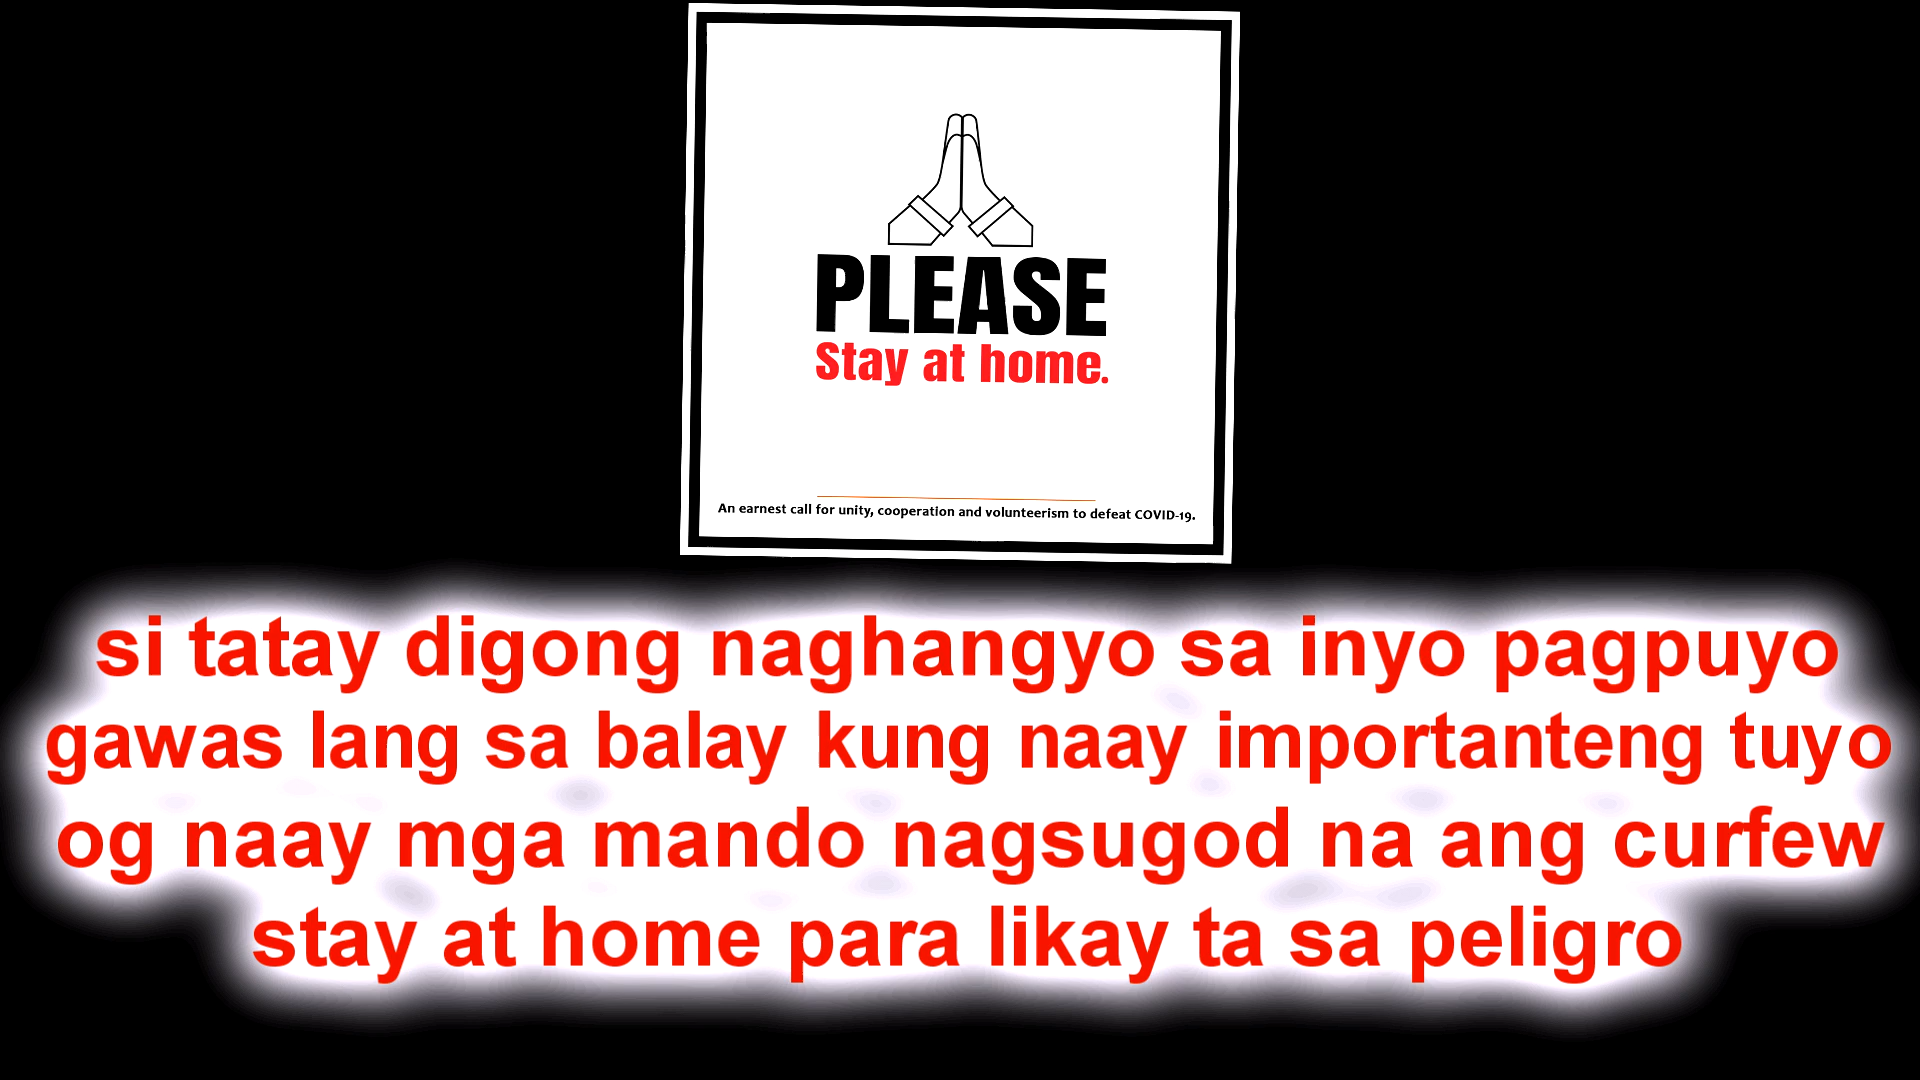 PLEASE
Stay at home.
An earnest call for unity, cooperation and volunteerism to defeat COVID-19.
si tatay digong naghangyo sa inyo pagpuyo
gawas lang sa balay kung naay importanteng tuyo
og naay mga mando nagsugod na ang curfew
stay at home para likay ta sa peligro